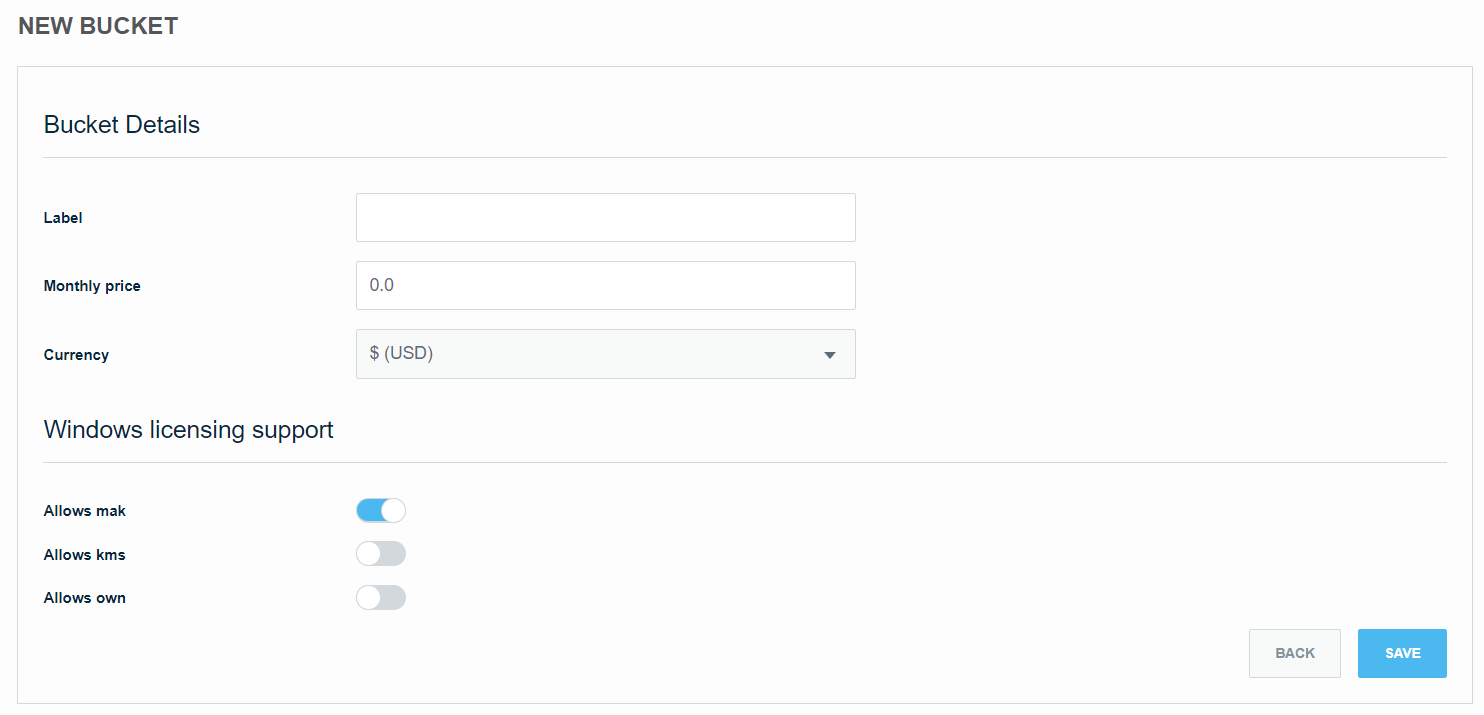 NEW BUCKET
Bucket Details
Label
Monthly price 0.0
Currency $ (USD)
Windows licensing support
Allows mak
Allows kms
Allows own
BACK SAVE